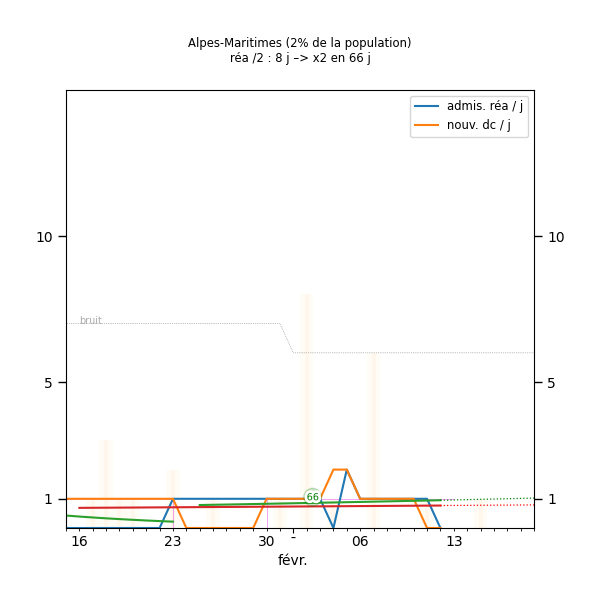 Alpes-Maritimes (2% de la population)
réa /2 : 8 j –> x2 en 66 j
admis. réa / j
nouv. dc / j
10
10
bruit
5
5
66
1
1
16
23
30
-
06
13
févr.